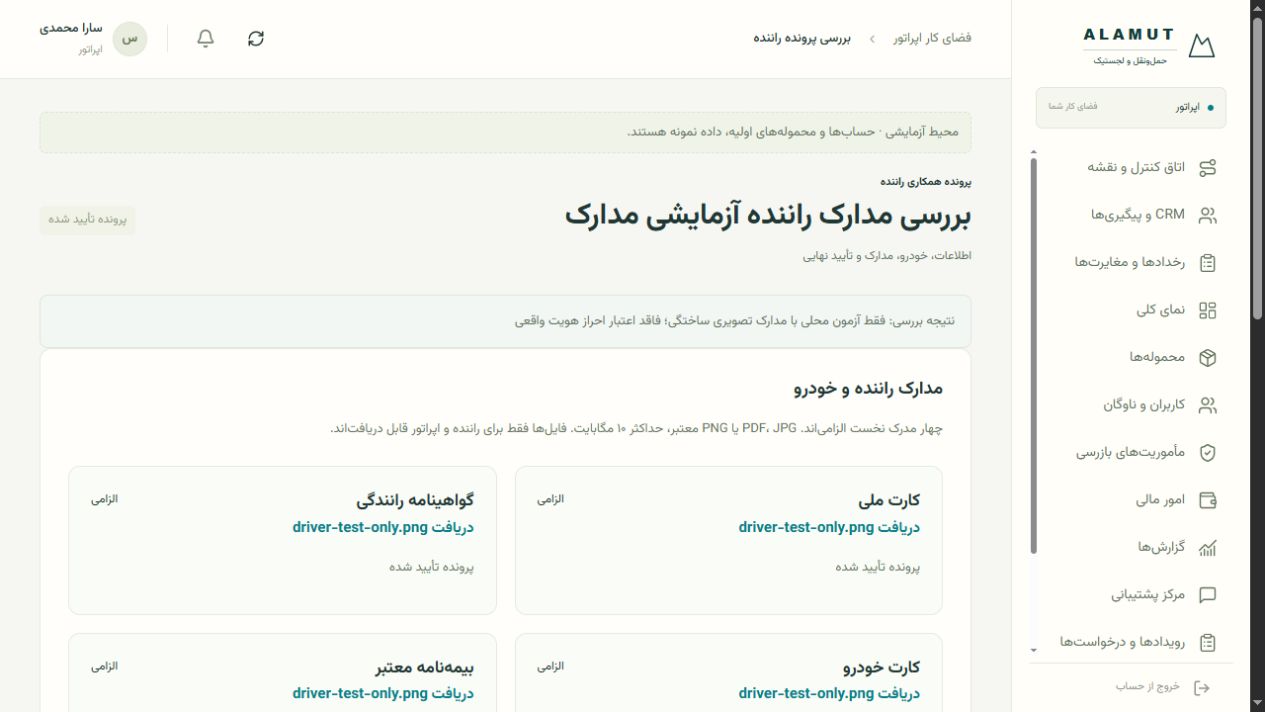 ALAMUT
حمل‌ونقل و لجستیک
اپراتور
فضای کار شما
اتاق کنترل و نقشه
CRM و پیگیری‌ها
رخدادها و مغایرت‌ها
نمای کلی
محموله‌ها
کاربران و ناوگان
مأموریت‌های بازرسی
امور مالی
گزارش‌ها
مرکز پشتیبانی
رویدادها و درخواست‌ها
خروج از حساب
فضای کار اپراتور
بررسی پرونده راننده
سارا محمدی
اپراتور
س
محیط آزمایشی · حساب‌ها و محموله‌های اولیه، داده نمونه هستند.
پرونده همکاری راننده
بررسی مدارک راننده آزمایشی مدارک
اطلاعات، خودرو، مدارک و تأیید نهایی
پرونده تأیید شده
نتیجه بررسی: فقط آزمون محلی با مدارک تصویری ساختگی؛ فاقد اعتبار احراز هویت واقعی
مدارک راننده و خودرو
چهار مدرک نخست الزامی‌اند. PDF، JPG یا PNG معتبر، حداکثر ۱۰ مگابایت. فایل‌ها فقط برای راننده و اپراتور قابل دریافت‌اند.
کارت ملی
الزامی
دریافت driver-test-only.png
پرونده تأیید شده
گواهینامه رانندگی
الزامی
دریافت driver-test-only.png
پرونده تأیید شده
کارت خودرو
الزامی
دریافت driver-test-only.png
بیمه‌نامه معتبر
الزامی
دریافت driver-test-only.png